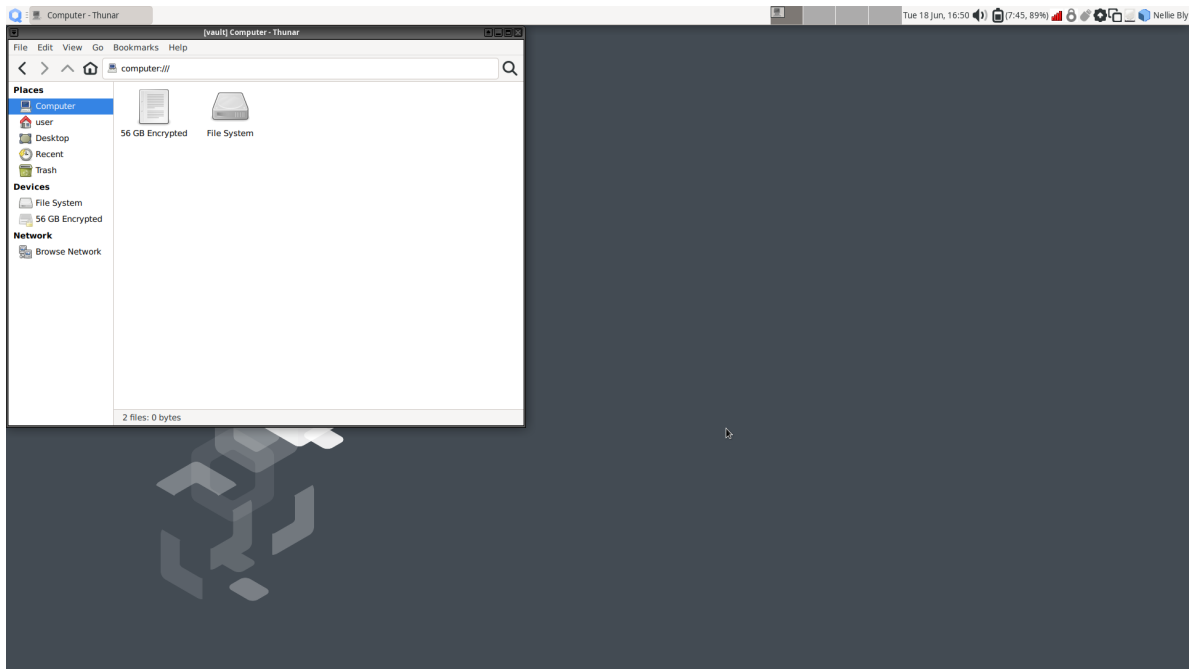 Computer - Thunar
Tue 18 Jun, 16:50 (7:45, 89%) Nellie Bly
[vault] Computer - Thunar
File Edit View Go Bookmarks Help
computer:///
Places
Computer
user
Desktop
Recent
Trash
Devices
File System
56 GB Encrypted
Network
Browse Network
56 GB Encrypted File System
2 files: 0 bytes